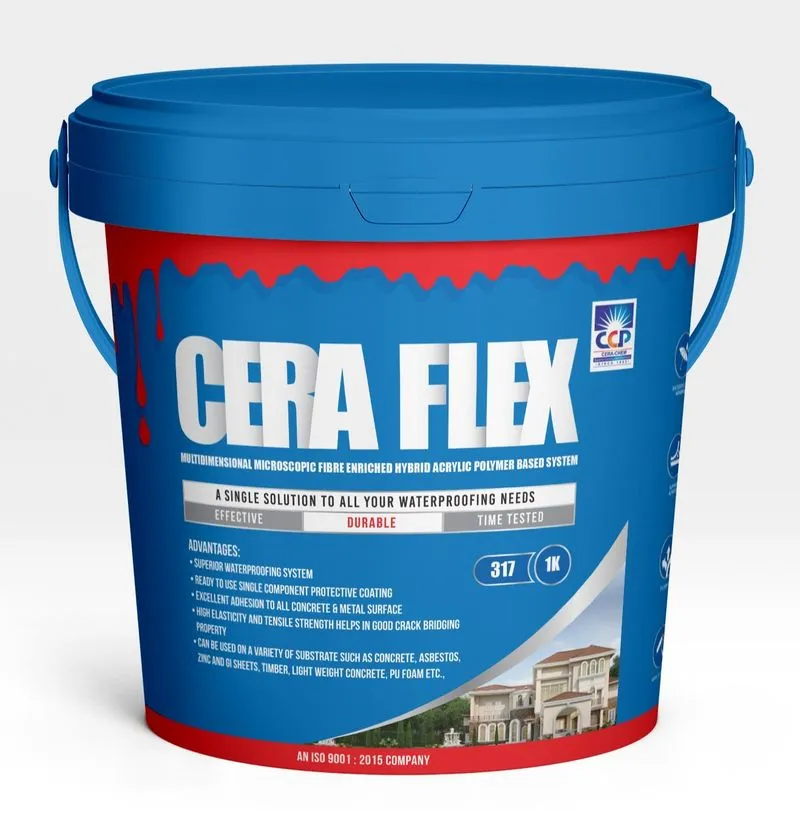 CCP
CERA-CHEM
CERA FLEX
MULTIDIMENSIONAL MICROSCOPIC FIBRE ENRICHED HYBRID ACRYLIC POLYMER BASED SYSTEM
A SINGLE SOLUTION TO ALL YOUR WATERPROOFING NEEDS
EFFECTIVE DURABLE TIME TESTED
ADVANTAGES:
• SUPERIOR WATERPROOFING SYSTEM
• READY TO USE SINGLE COMPONENT PROTECTIVE COATING
• EXCELLENT ADHESION TO ALL CONCRETE & METAL SURFACE
• HIGH ELASTICITY AND TENSILE STRENGTH HELPS IN GOOD CRACK BRIDGING
PROPERTY
• CAN BE USED ON A VARIETY OF SUBSTRATE SUCH AS CONCRETE, ASBESTOS,
ZINC AND GI SHEETS, TIMBER, LIGHT WEIGHT CONCRETE, PU FOAM ETC.,
317 1K
AN ISO 9001 : 2015 COMPANY